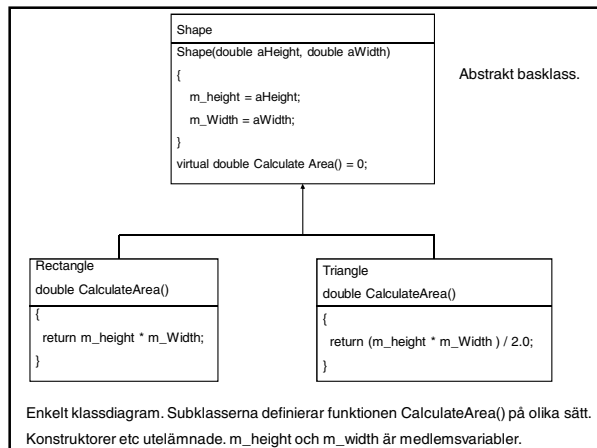 Shape
Shape(double aHeight, double aWidth)
{
m_height = aHeight;
m_Width = aWidth;
}
virtual double Calculate Area() = 0;
Abstrakt basklass.
Rectangle
double CalculateArea()
{
return m_height * m_Width;
}
Triangle
double CalculateArea()
{
return (m_height * m_Width ) / 2.0;
}
Enkelt klassdiagram. Subklasserna definierar funktionen CalculateArea() på olika sätt.
Konstruktorer etc utelämnade. m_height och m_width är medlemsvariabler.